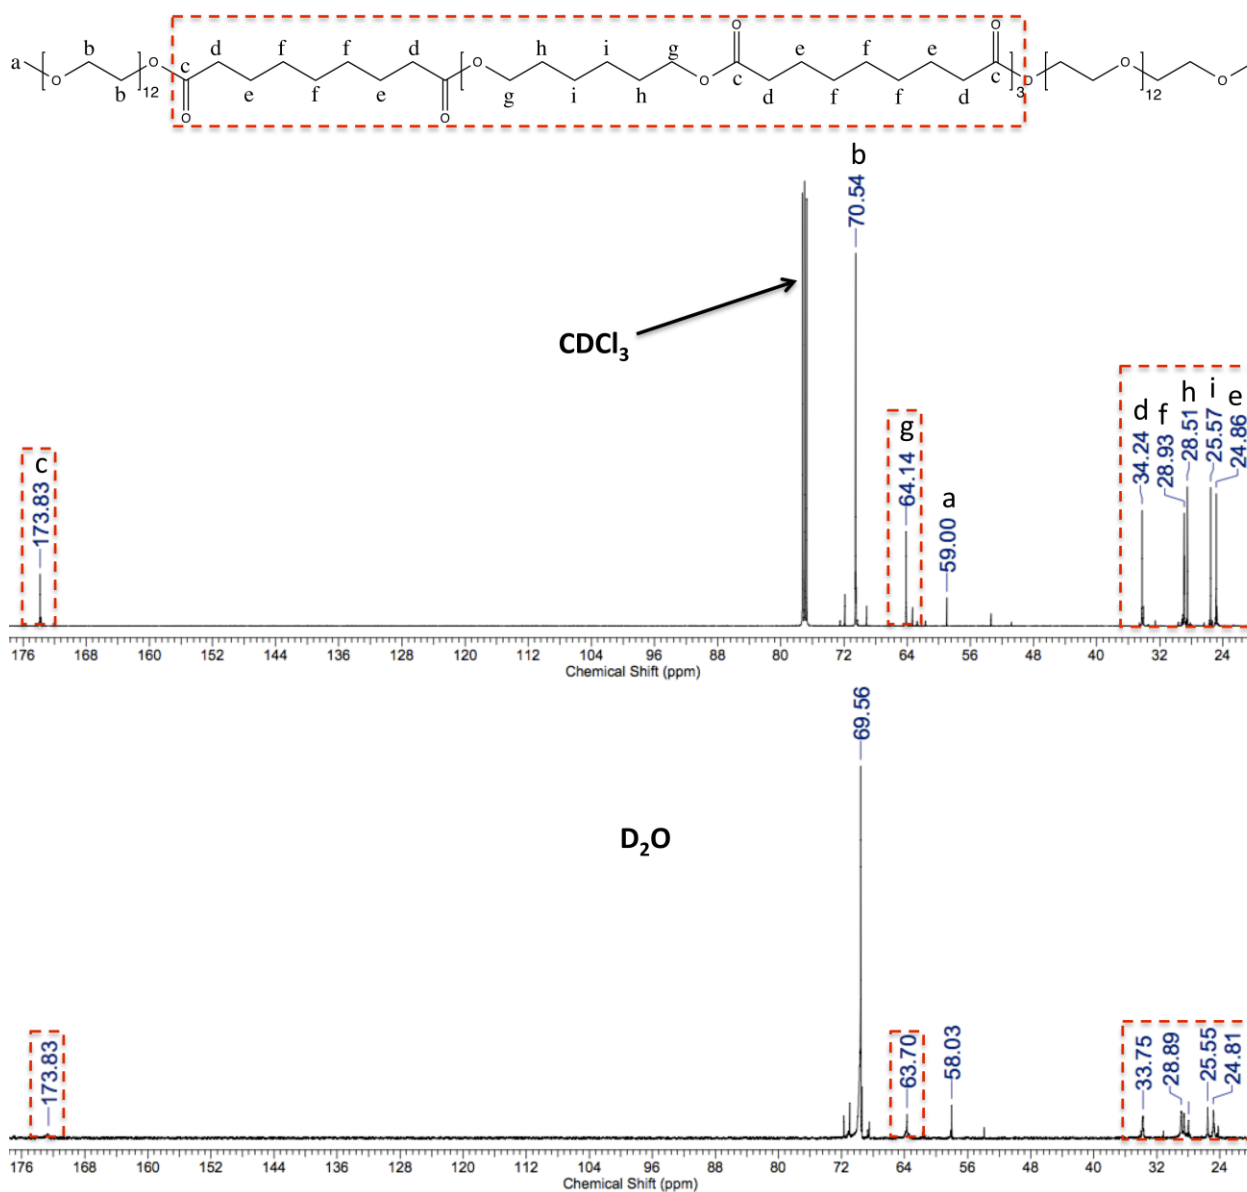 b h i g e f e
a O O 12 c d f f d O O c c O 3 O O 12 O
b e f e g i h d f f d
O O
b
70.54
CDCl3
c
173.83
g
64.14
a
59.00
d f h i e
34.24 28.93 28.51 25.57 24.86
176 168 160 152 144 136 128 120 112 104 96 88 80 72 64 56 48 40 32 24
Chemical Shift (ppm)
69.56
D2O
173.83 63.70 58.03 33.75 28.89 25.55 24.81
176 168 160 152 144 136 128 120 112 104 96 88 80 72 64 56 48 40 32 24
Chemical Shift (ppm)